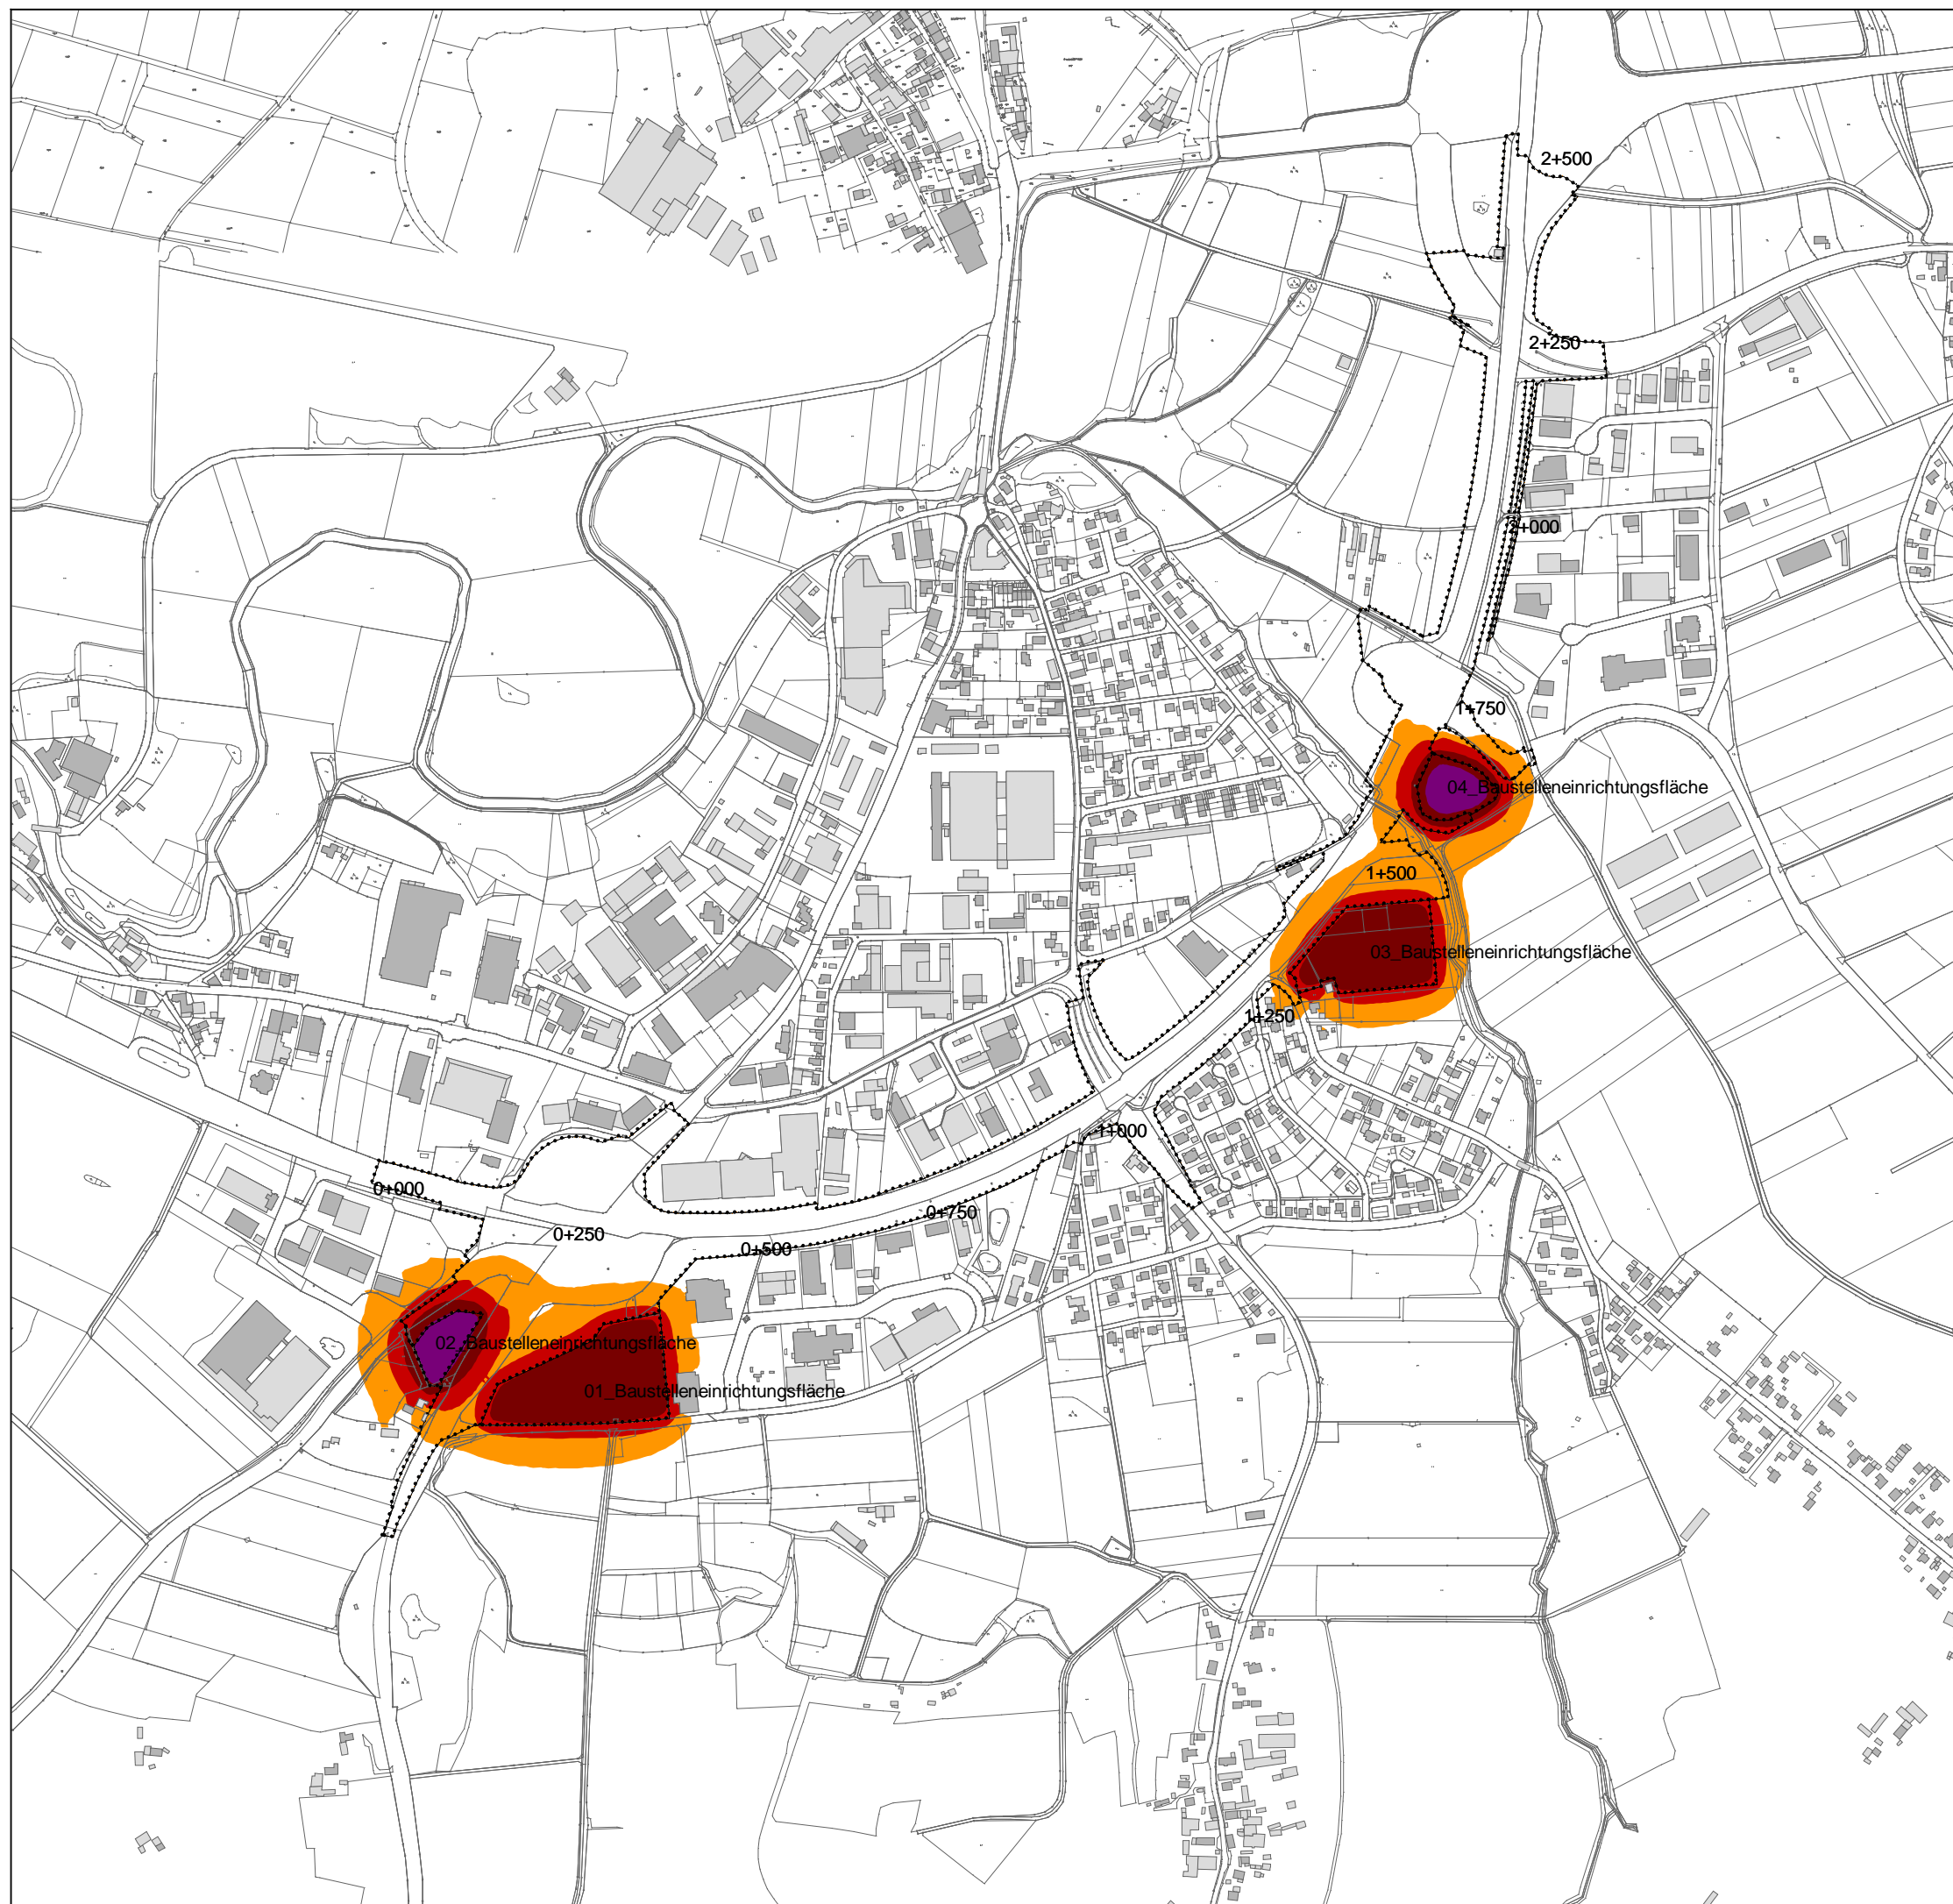 2+500
2+250
2+000
1+750
04_Baustelleneinrichtungsfläche
1+500
03_Baustelleneinrichtungsfläche
1+250
1+000
0+000
0+750
0+250
0+500
02_Baustelleneinrichtungsfläche
01_Baustelleneinrichtungsfläche